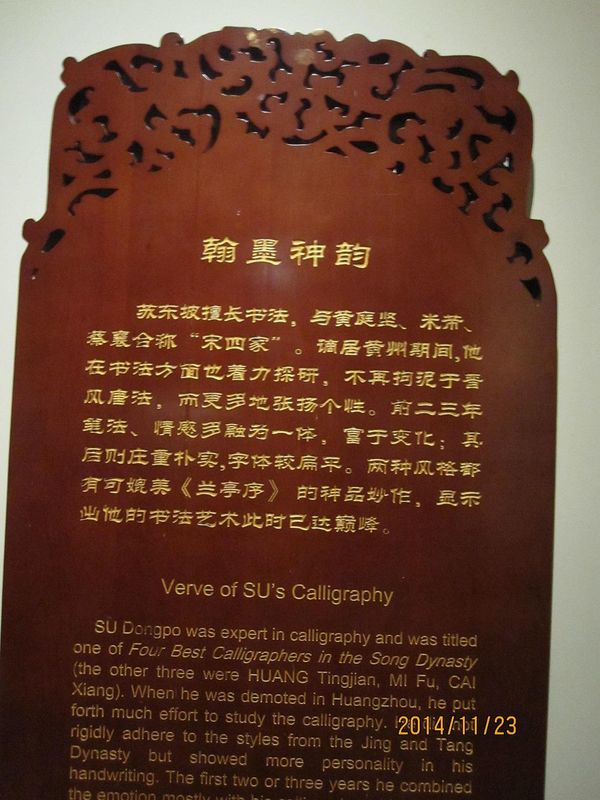 翰墨神韵
苏东坡擅长书法，与黄庭坚、米芾、
蔡襄合称“宋四家”。谪居黄州期间,他
在书法方面也着力探研，不再拘泥于晋
风唐法，而更多地张扬个性。前二三年
笔法、情感多融为一体，富于变化；其
后则庄重朴实,字体较扁平。两种风格都
有可媲美《兰亭序》的神品妙作，显示
出他的书法艺术此时已达巅峰。
Verve of SU's Calligraphy
SU Dongpo was expert in calligraphy and was titled
one of Four Best Calligraphers in the Song Dynasty
(the other three were HUANG Tingjian, MI Fu, CAI
Xiang). When he was demoted in Huangzhou, he put
forth much effort to study the calligraphy. not
rigidly adhere to the styles from the Jing and Tang
Dynasty but showed more personality in his
handwriting. The first two or three years he combined
the emotion mostly with his
2014/11/23